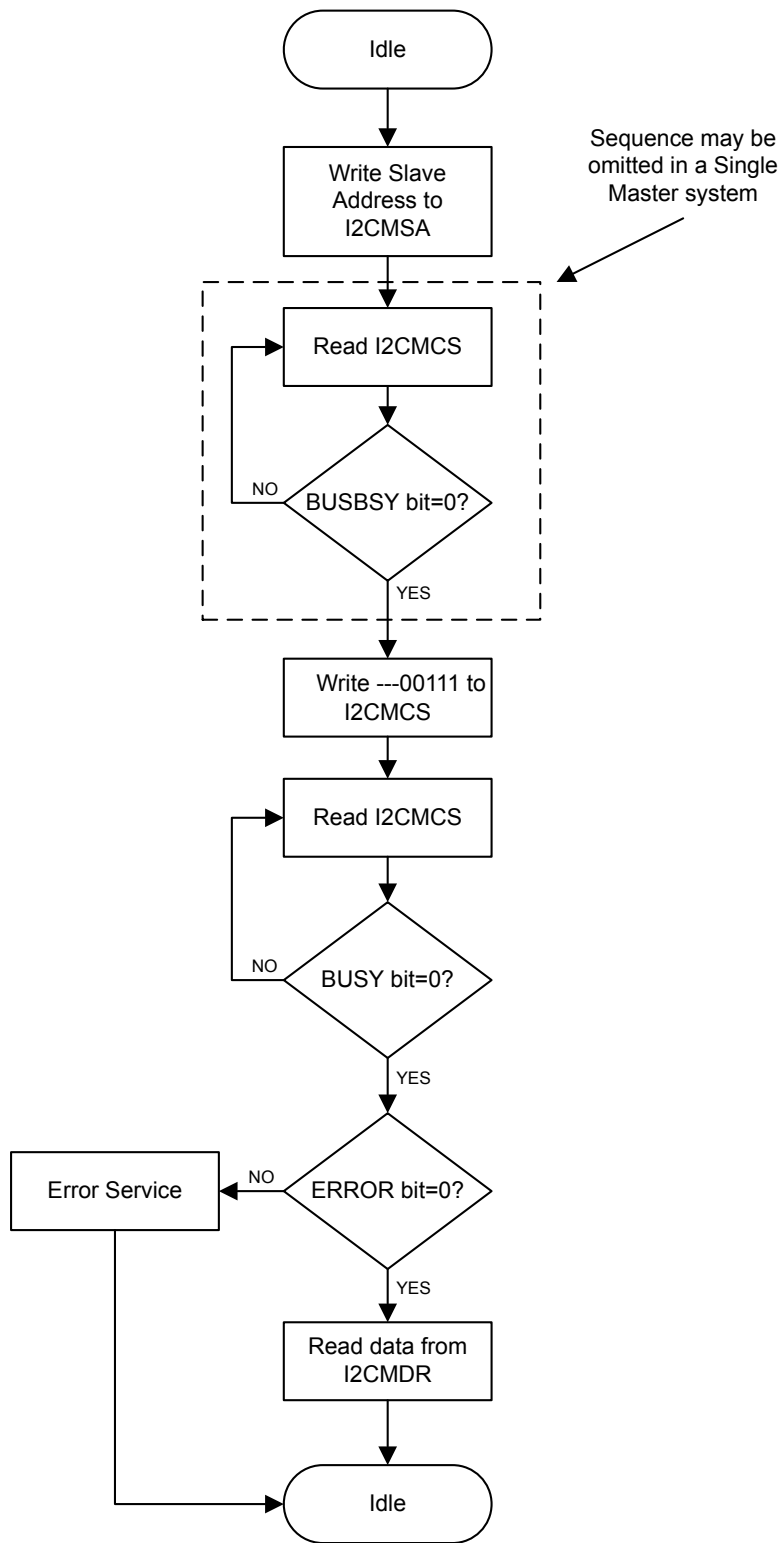 Idle
Sequence may be
omitted in a Single
Master system
Write Slave
Address to
I2CMSA
Read I2CMCS
NO
BUSBSY bit=0?
YES
Write ---00111 to
I2CMCS
Read I2CMCS
NO
BUSY bit=0?
YES
Error Service
NO
ERROR bit=0?
YES
Read data from
I2CMDR
Idle